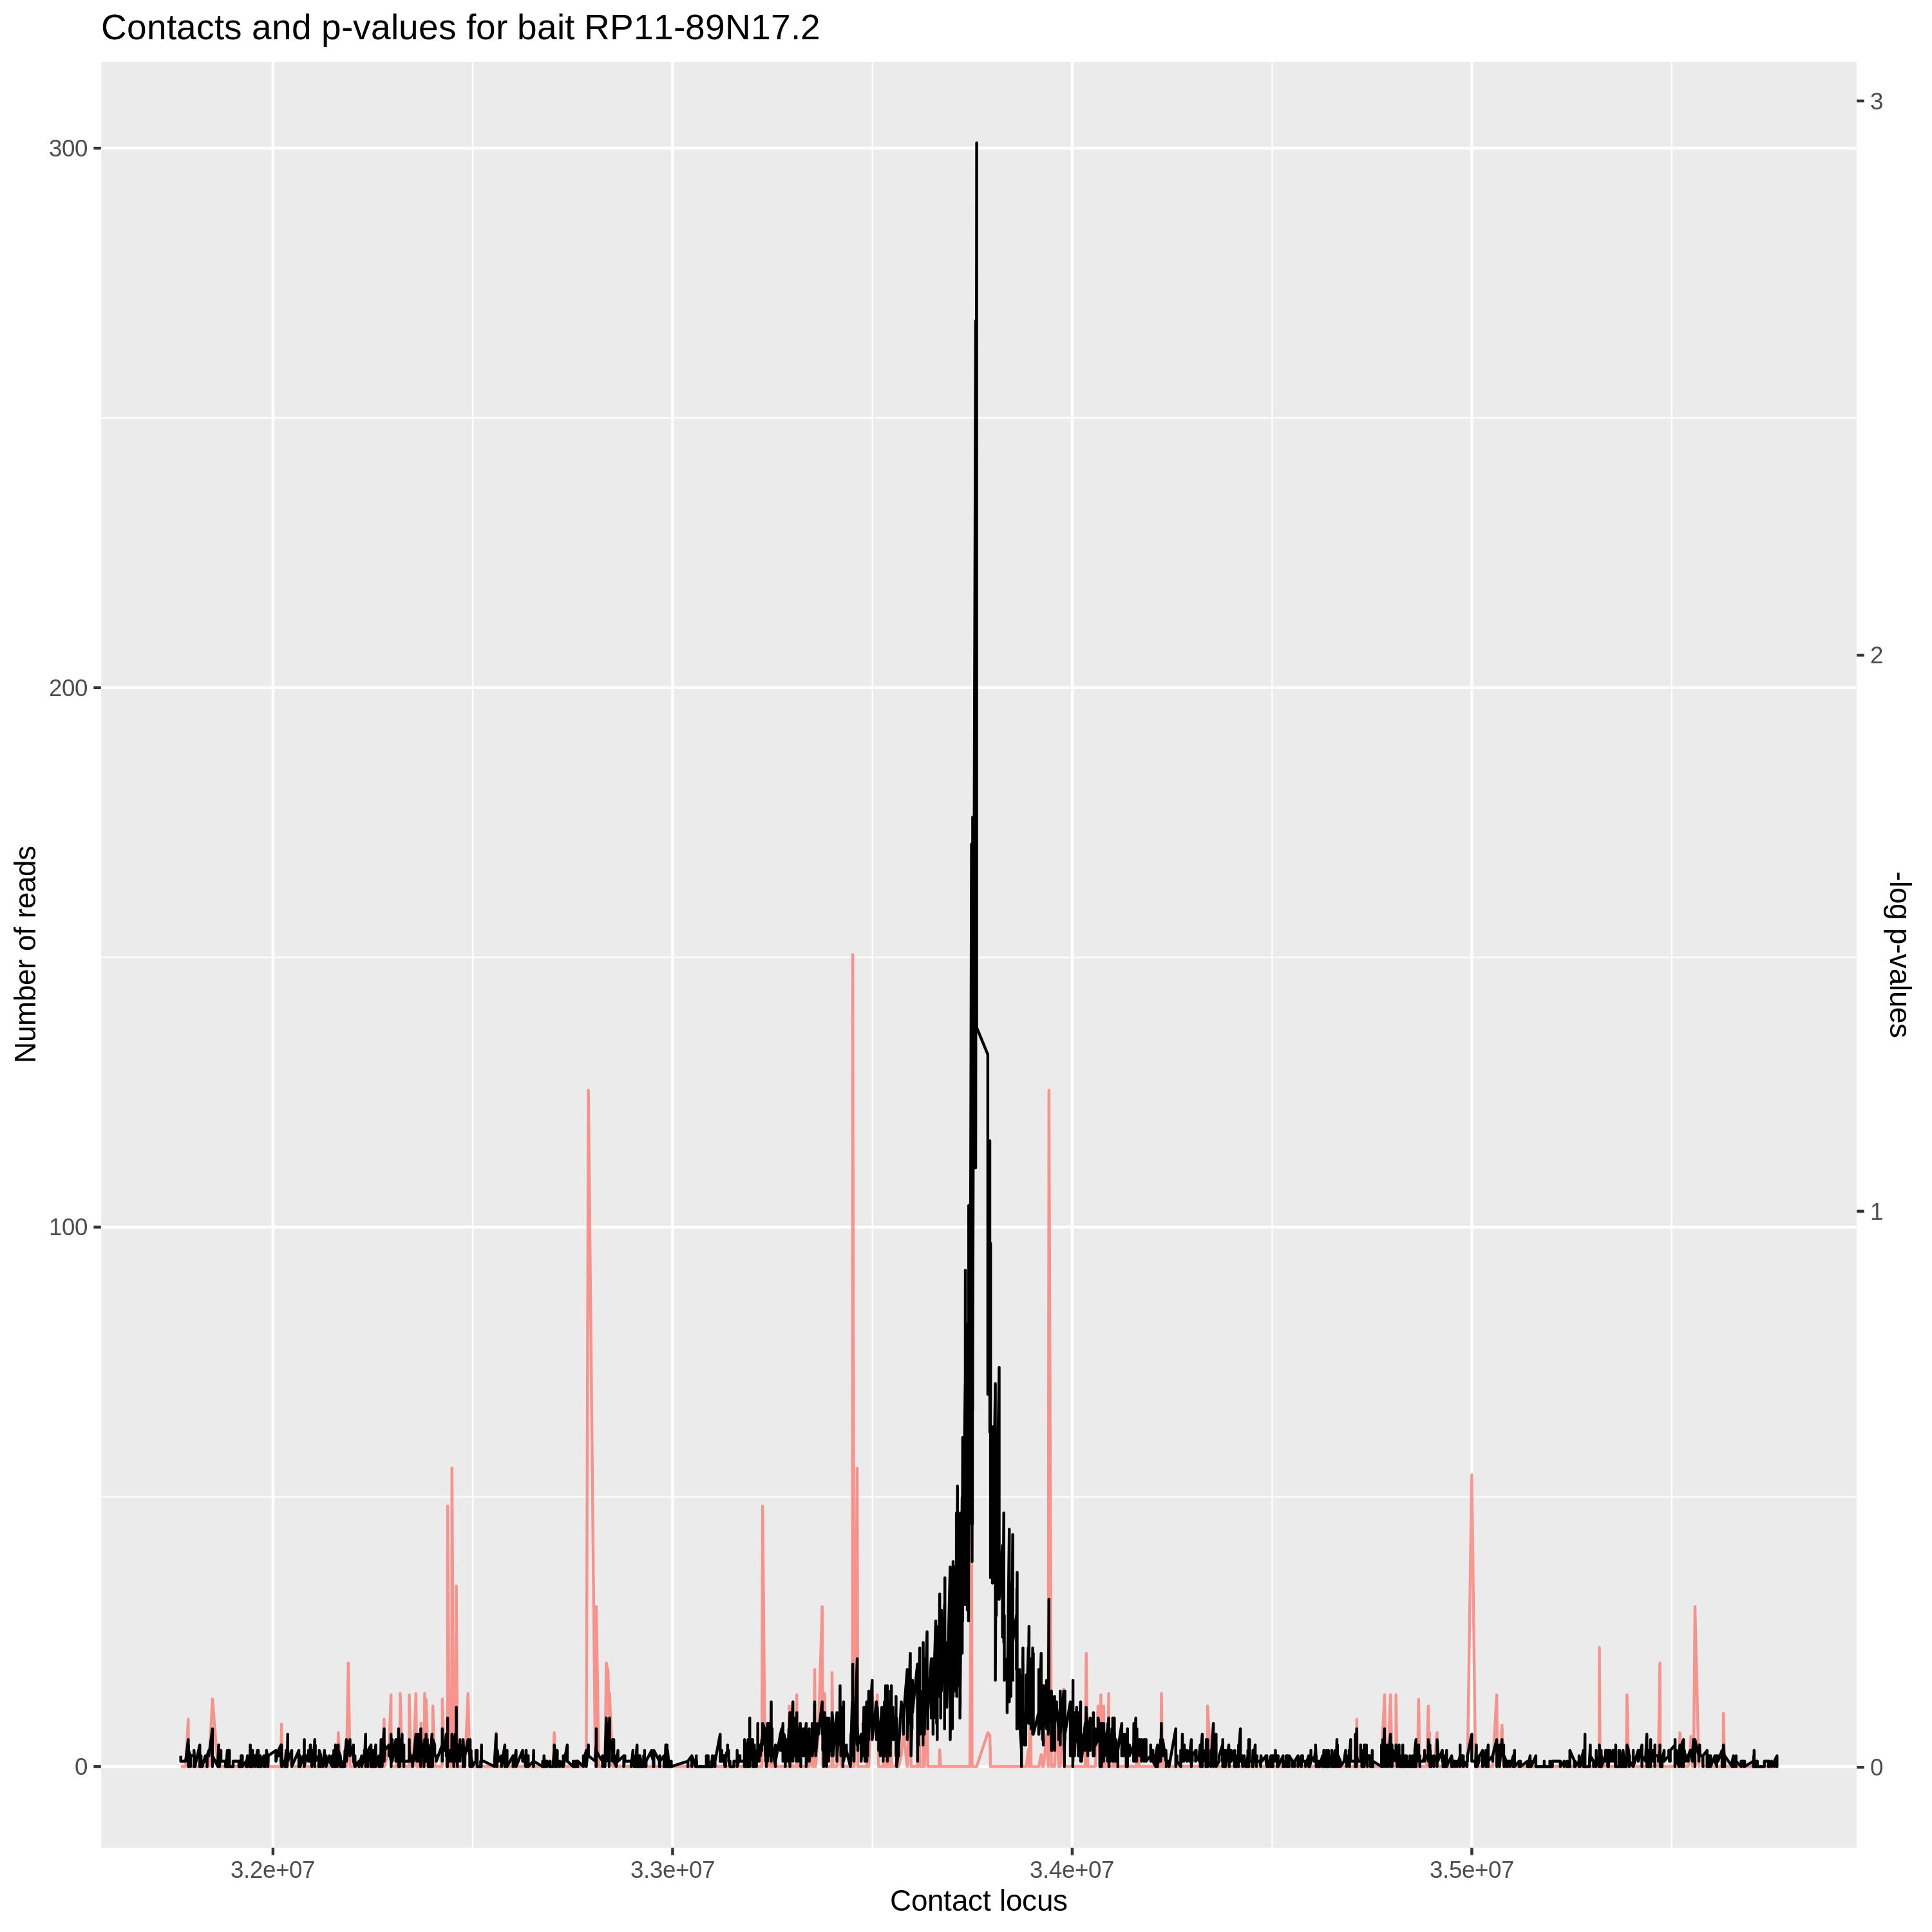 Contacts and p-values for bait RP11-89N17.2
300
200
100
0
3
2
1
0
Number of reads
-log p-values
3.2e+07
3.3e+07
3.4e+07
3.5e+07
Contact locus